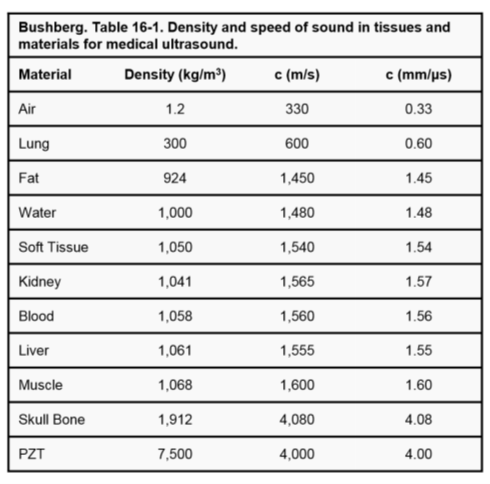 Bushberg. Table 16-1. Density and speed of sound in tissues and
materials for medical ultrasound.
Material Density (kg/m³) c (m/s) c (mm/µs)
Air 1.2 330 0.33
Lung 300 600 0.60
Fat 924 1,450 1.45
Water 1,000 1,480 1.48
Soft Tissue 1,050 1,540 1.54
Kidney 1,041 1,565 1.57
Blood 1,058 1,560 1.56
Liver 1,061 1,555 1.55
Muscle 1,068 1,600 1.60
Skull Bone 1,912 4,080 4.08
PZT 7,500 4,000 4.00